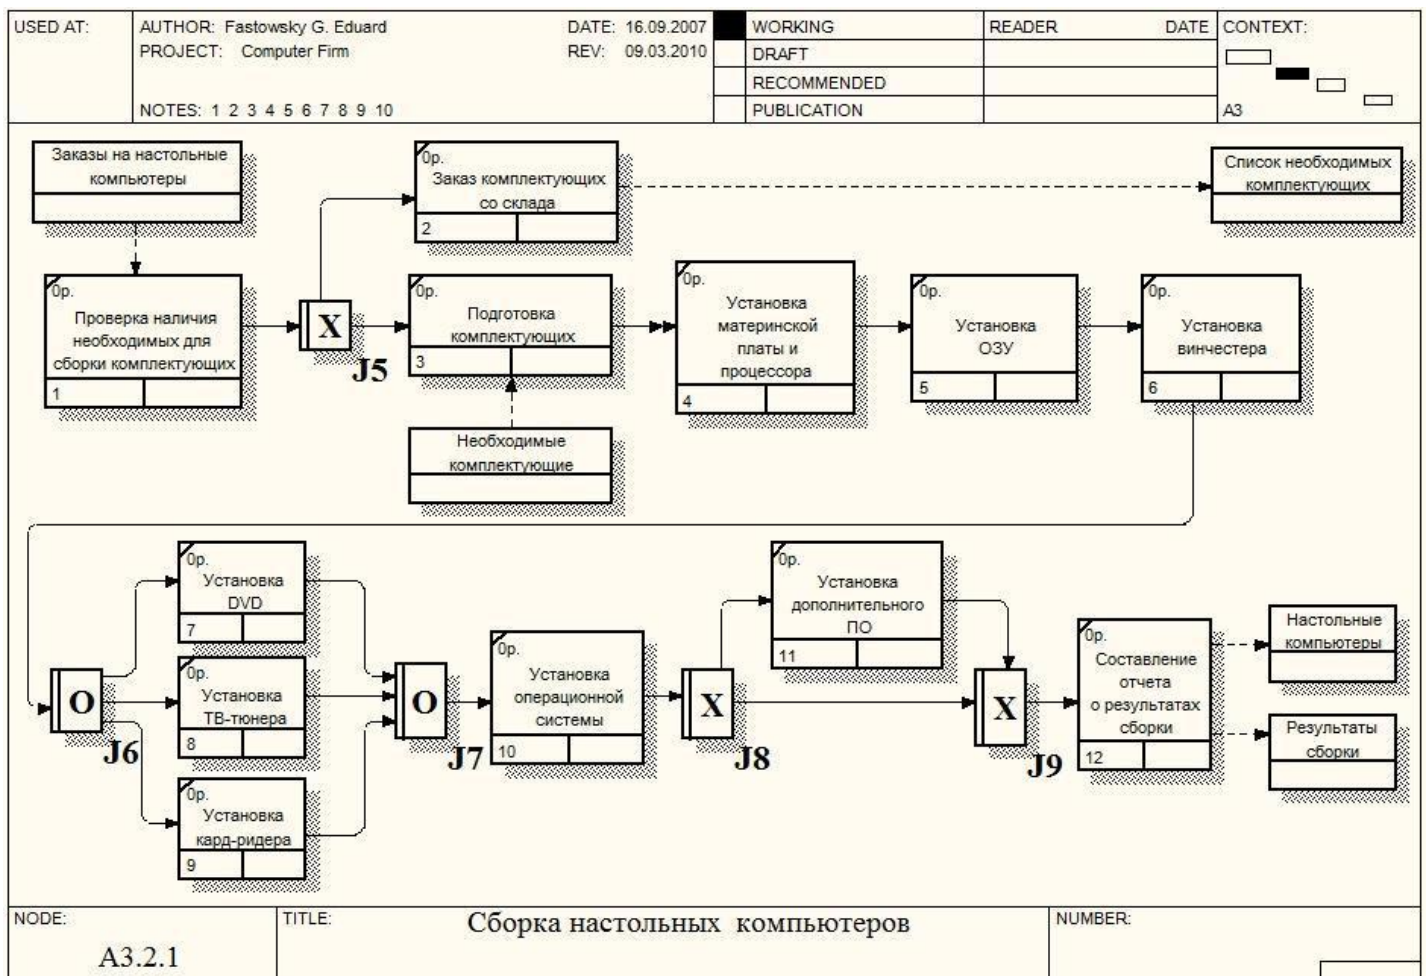 USED AT:
AUTHOR: Fastowsky G. Eduard
DATE: 16.09.2007
PROJECT: Computer Firm
REV: 09.03.2010
NOTES: 1 2 3 4 5 6 7 8 9 10
WORKING
DRAFT
RECOMMENDED
PUBLICATION
READER DATE
CONTEXT:
A3
Заказы на настольные
компьютеры
0р.
Заказ комплектующих
со склада
2
Список необходимых
комплектующих
0р.
Проверка наличия
необходимых для
сборки комплектующих
1
X
J5
0р.
Подготовка
комплектующих
3
0р.
Установка
материнской
платы и
процессора
4
0р.
Установка
ОЗУ
5
0р.
Установка
винчестера
6
Необходимые
комплектующие
O
J6
0р.
Установка
DVD
7
0р.
Установка
ТВ-тюнера
8
0р.
Установка
кард-ридера
9
O
J7
0р.
Установка
операционной
системы
10
X
J8
0р.
Установка
дополнительного
ПО
11
X
J9
0р.
Составление
отчета
о результатах
сборки
12
Настольные
компьютеры
Результаты
сборки
NODE:
A3.2.1
TITLE:
Сборка настольных компьютеров
NUMBER: